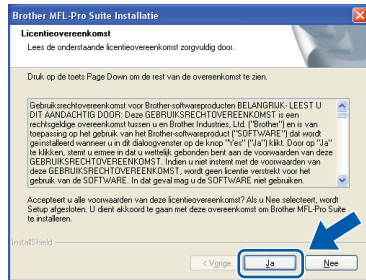 Brother MFL-Pro Suite Installatie
Licentieovereenkomst
Lees de onderstaande licentieovereenkomst zorgvuldig door.
Druk op de toets Page Down om de rest van de overeenkomst te zien.
Gebruiksrechtovereenkomst voor Brother-softwareproducten BELANGRIJK- LEEST U
DIT AANDACHTIG DOOR: Deze GEBRUIKSRECHTOVEREENKOMST is een
rechtsgeldige overeenkomst tussen u en Brother Industries, Ltd. ("Brother") en is van
toepassing op het gebruik van het Brother-softwareproduct ("SOFTWARE") dat wordt
geïnstalleerd wanneer u in dit dialoogvenster op de knop "Yes" ("Ja") klikt. Door op "Ja"
te klikken, stemt u ermee in dat u wettelijk gebonden bent aan de voorwaarden van deze
GEBRUIKSRECHTOVEREENKOMST. Indien u niet instemt met de voorwaarden van
deze GEBRUIKSRECHTOVEREENKOMST, wordt geen licentie verstrekt voor het
gebruik van de SOFTWARE. In dat geval mag u de SOFTWARE niet gebruiken.
Accepteert u alle voorwaarden van deze licentieovereenkomst? Als u Nee selecteert, wordt
Setup afgesloten. U dient akkoord te gaan met deze overeenkomst om Brother MFL-Pro Suite
te installeren.
InstallShield
< Vorige Ja Nee